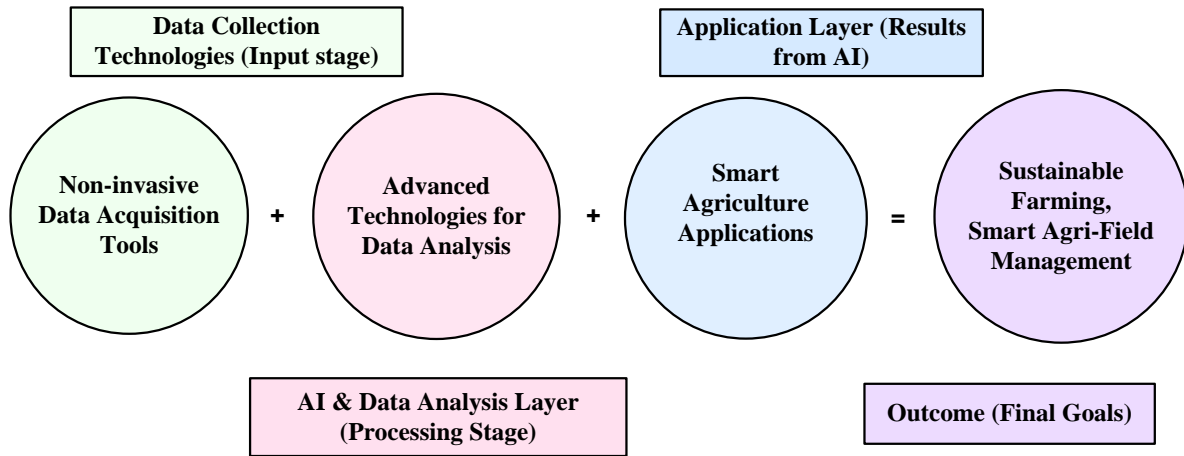 Data Collection
Technologies (Input stage)
Application Layer (Results
from AI)
Non-invasive
Data Acquisition
Tools
+
Advanced
Technologies for
Data Analysis
+
Smart
Agriculture
Applications
=
Sustainable
Farming,
Smart Agri-Field
Management
AI & Data Analysis Layer
(Processing Stage)
Outcome (Final Goals)